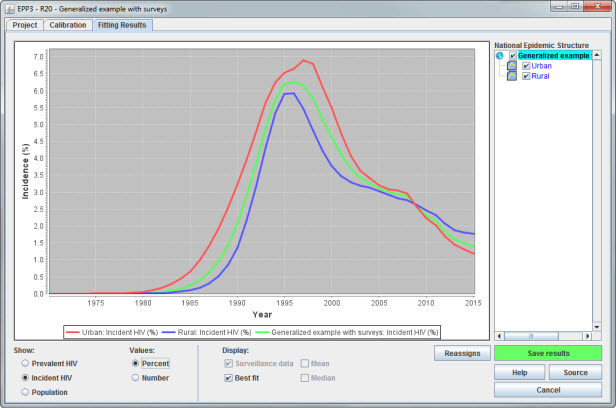 EPP3 - R20 - Generalized example with surveys
Project Calibration Fitting Results
National Epidemic Structure
Generalized example
Urban
Rural
Incidence (%)
7.0
6.5
6.0
5.5
5.0
4.5
4.0
3.5
3.0
2.5
2.0
1.5
1.0
0.5
0.0
1975 1980 1985 1990 1995 2000 2005 2010 2015
Year
Urban: Incident HIV (%) Rural: Incident HIV (%) Generalized example with surveys: Incident HIV (%)
Show: Values: Display: Reassigns Save results
Prevalent HIV Percent Surveillance data Mean
Incident HIV Number Best fit Median Help Source
Population Cancel